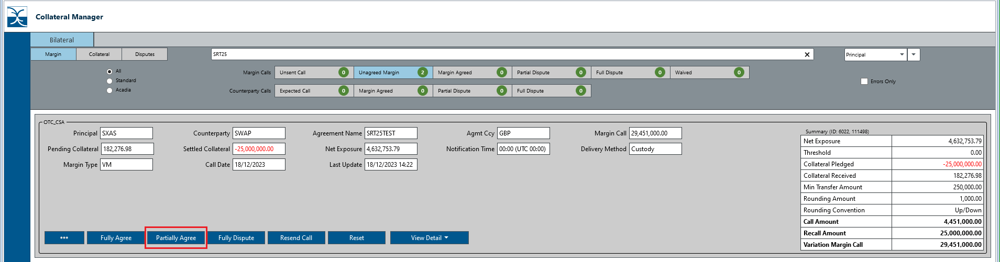 Collateral Manager
Bilateral
Margin Collateral Disputes SRT25 Principal
All
Standard
Acadia
Margin Calls Unsent Call 0 Unagreed Margin 2 Margin Agreed 0 Partial Dispute 0 Full Dispute 0 Waived 0
Errors Only
Counterparty Calls Expected Call 0 Margin Agreed 0 Partial Dispute 0 Full Dispute 0
OTC_CSA
Principal SXAS Counterparty SWAP Agreement Name SRT25TEST Agmt Ccy GBP Margin Call 29,451,000.00
Pending Collateral 182,276.98 Settled Collateral -25,000,000.00 Net Exposure 4,632,753.79 Notification Time 00:00 (UTC 00:00) Delivery Method Custody
Margin Type VM Call Date 18/12/2023 Last Update 18/12/2023 14:22
Summary (ID: 6022, 111498)
Net Exposure 4,632,753.79
Threshold 0.00
Collateral Pledged -25,000,000.00
Collateral Received 182,276.98
Min Transfer Amount 250,000.00
Rounding Amount 1,000.00
Rounding Convention Up/Down
Call Amount 4,451,000.00
Recall Amount 25,000,000.00
Variation Margin Call 29,451,000.00
... Fully Agree Partially Agree Fully Dispute Resend Call Reset View Detail